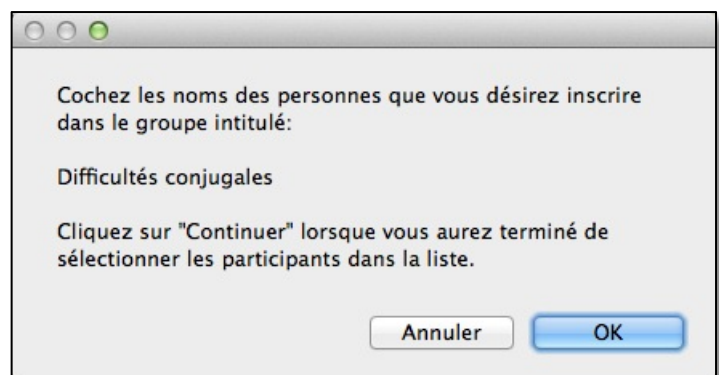 Cochez les noms des personnes que vous désirez inscrire
dans le groupe intitulé:
Difficultés conjugales
Cliquez sur "Continuer" lorsque vous aurez terminé de
sélectionner les participants dans la liste.
Annuler
OK